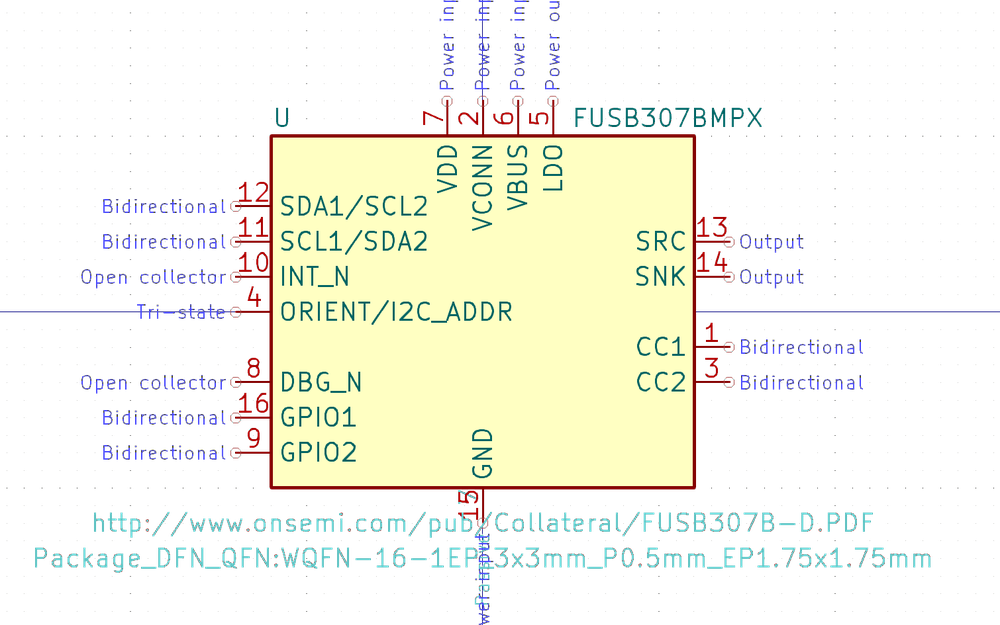 Power inp
Power inp
Power inp
Power ou
U
7
2
6
5
FUSB307BMPX
VDD
VCONN
VBUS
LDO
Bidirectional 12 SDA1/SCL2
Bidirectional 11 SCL1/SDA2
SRC 13 Output
Open collector 10 INT_N
SNK 14 Output
Tri-state 4 ORIENT/I2C_ADDR
CC1 1 Bidirectional
Open collector 8 DBG_N
CC2 3 Bidirectional
Bidirectional 16 GPIO1
Bidirectional 9 GPIO2
GND
15
http://www.onsemi.com/pub/Collateral/FUSB307B-D.PDF
Package_DFN_QFN:WQFN-16-1EP_3x3mm_P0.5mm_EP1.75x1.75mm
wer input